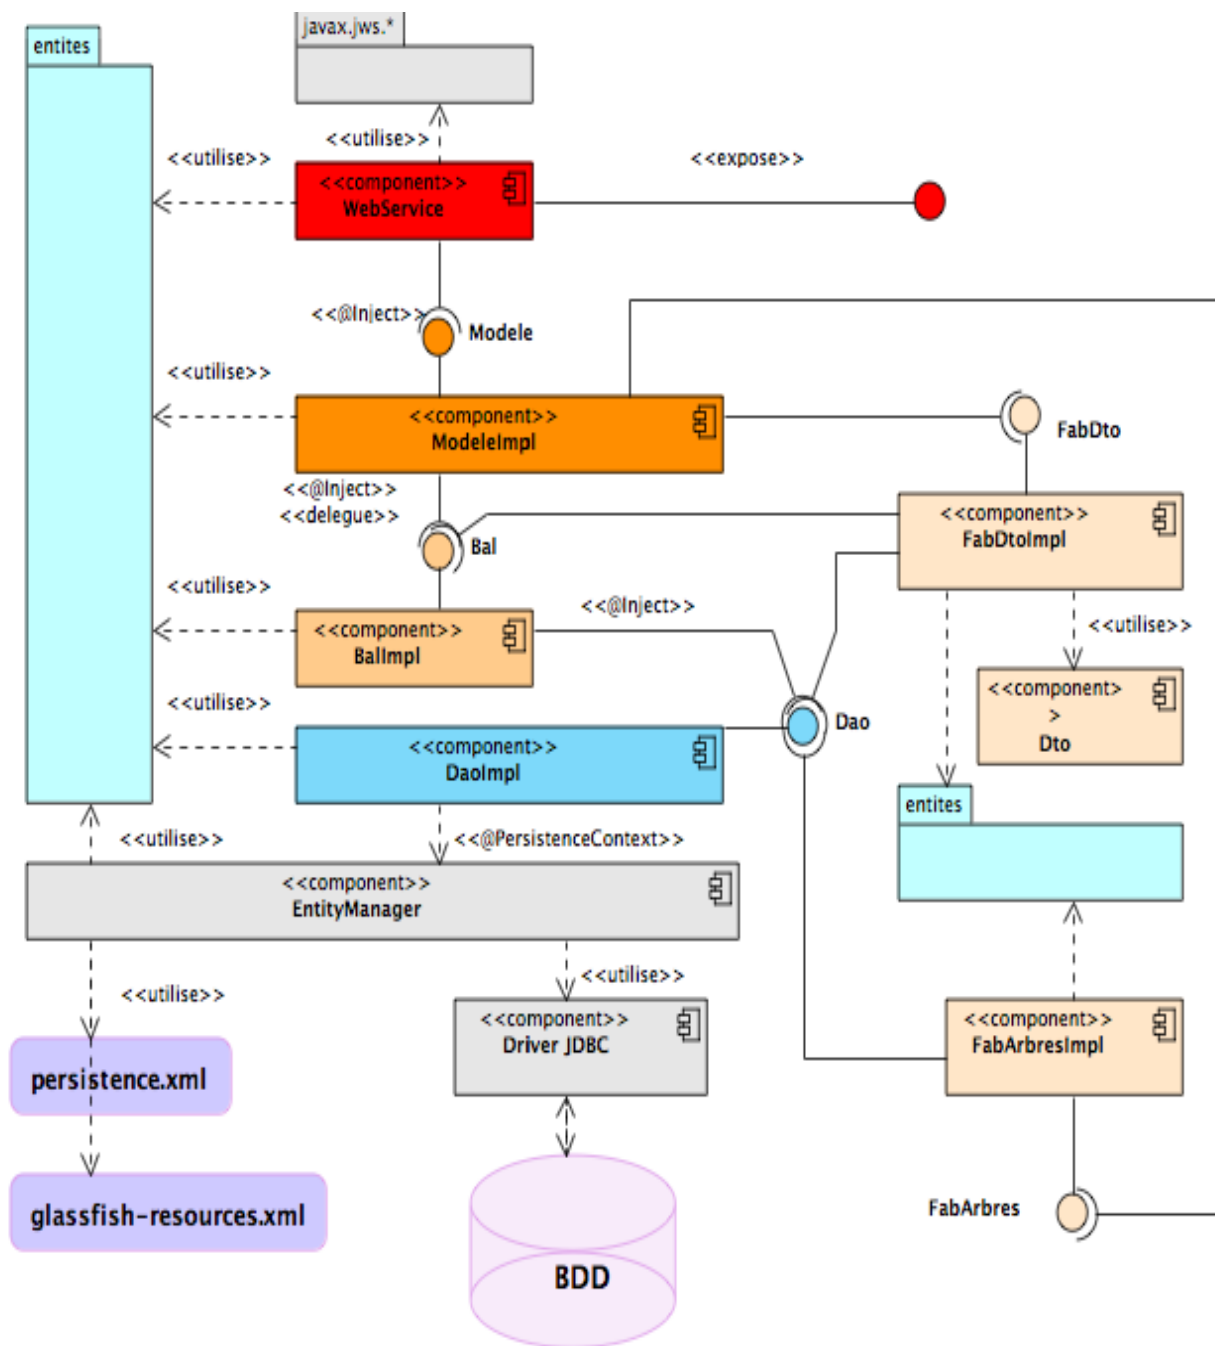 javax.jws.*
entites
<<utilise>>
<<utilise>>
<<expose>>
<<component>>
WebService
<<@Inject>>
Modele
<<utilise>>
<<component>>
ModeleImpl
FabDto
<<@Inject>>
<<delegue>>
Bal
<<component>>
FabDtoImpl
<<utilise>>
<<@Inject>>
<<component>>
BalImpl
<<utilise>>
<<component>
>
Dto
<<utilise>>
Dao
<<component>>
DaoImpl
entites
<<utilise>>
<<@PersistenceContext>>
<<component>>
EntityManager
<<utilise>>
<<utilise>>
<<component>>
Driver JDBC
<<component>>
FabArbresImpl
persistence.xml
glassfish-resources.xml
FabArbres
BDD